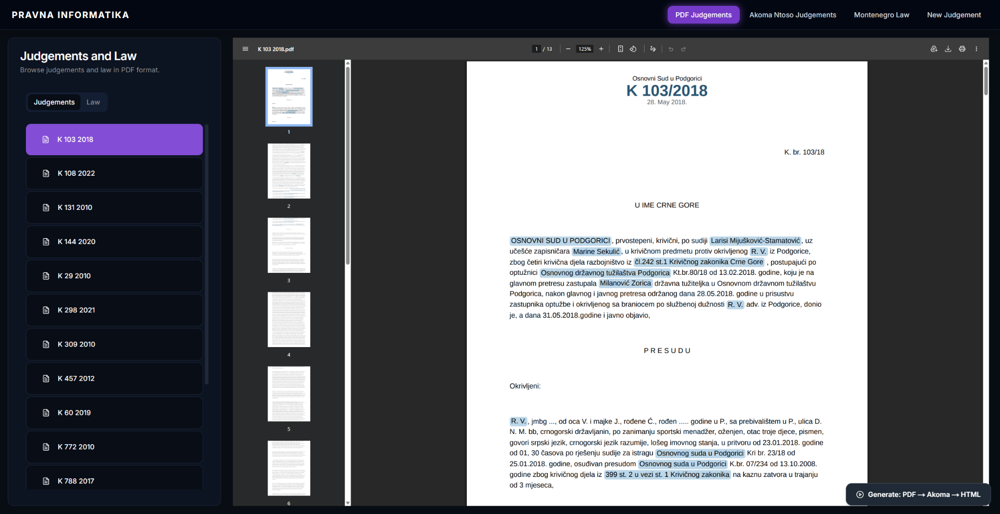 PRAVNA INFORMATIKA
PDF Judgements
Akoma Ntoso Judgements
Montenegro Law
New Judgement
Judgements and Law
Browse judgements and law in PDF format.
Judgements
Law
K 103 2018
K 108 2022
K 131 2010
K 144 2020
K 29 2010
K 298 2021
K 309 2010
K 457 2012
K 60 2019
K 772 2010
K 788 2017
K 103 2018.pdf
1 / 13
125%
1
2
3
4
5
6
Osnovni Sud u Podgorici
K 103/2018
28. May 2018.
K. br. 103/18
U IME CRNE GORE
OSNOVNI SUD U PODGORICI, prvostepeni, krivični, po sudiji Larisi Mijušković-Stamatović, uz
učešće zapisničara Marine Sekulić, u krivičnom predmetu protiv okrivljenog R. V. iz Podgorice,
zbog četiri krivična djela razbojništvo iz čl.242 st.1 Krivičnog zakonika Crne Gore , postupajući po
optužnici Osnovnog državnog tužilaštva Podgorica Kt.br.80/18 od 13.02.2018. godine, koju je na
glavnom pretresu zastupala Milanović Zorica državna tužiteljka u Osnovnom državnom tužilaštvu
Podgorica, nakon glavnog i javnog pretresa održanog dana 28.05.2018. godine u prisustvu
zastupnika optužbe i okrivljenog sa braniocem po službenoj dužnosti R. V. adv. iz Podgorice, donio
je, a dana 31.05.2018.godine i javno objavio,
P R E S U D U
Okrivljeni:
R. V., jmbg ..., od oca V. i majke J., rođene Ć., rođen ..... godine u P., sa prebivalištem u P., ulica D.
N. M. bb, crnogorski državljanin, po zanimanju sportski menadžer, oženjen, otac troje djece, pismen,
govori srpski jezik, crnogorski jezik razumije, lošeg imovnog stanja, u pritvoru od 23.01.2018. godine
od 01, 30 časova po rješenju sudije za istragu Osnovnog suda u Podgorici Kri br. 23/18 od
25.01.2018. godine, osuđivan presudom Osnovnog suda u Podgorici K.br. 07/234 od 13.10.2008.
godine zbog krivičnog djela iz 399 st. 2 u vezi st. 1 Krivičnog zakonika na kaznu zatvora u trajanju
od 3 mjeseca,
Generate: PDF → Akoma → HTML